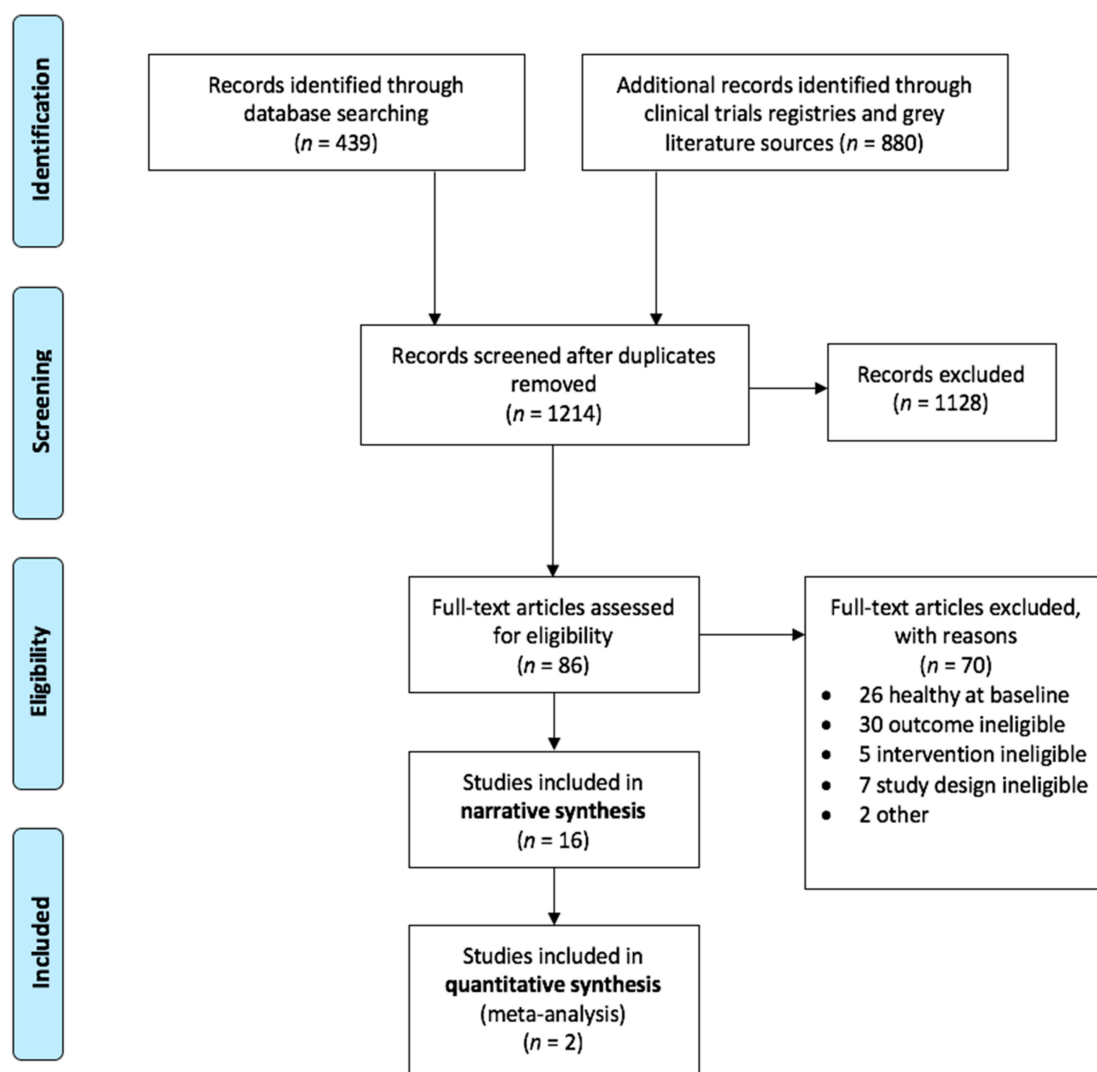 Identification
Records identified through
database searching
(n = 439)
Additional records identified through
clinical trials registries and grey
literature sources (n = 880)
Screening
Records screened after duplicates
removed
(n = 1214)
Records excluded
(n = 1128)
Eligibility
Full-text articles assessed
for eligibility
(n = 86)
Full-text articles excluded,
with reasons
(n = 70)
• 26 healthy at baseline
• 30 outcome ineligible
• 5 intervention ineligible
• 7 study design ineligible
• 2 other
Studies included in
narrative synthesis
(n = 16)
Included
Studies included in
quantitative synthesis
(meta-analysis)
(n = 2)